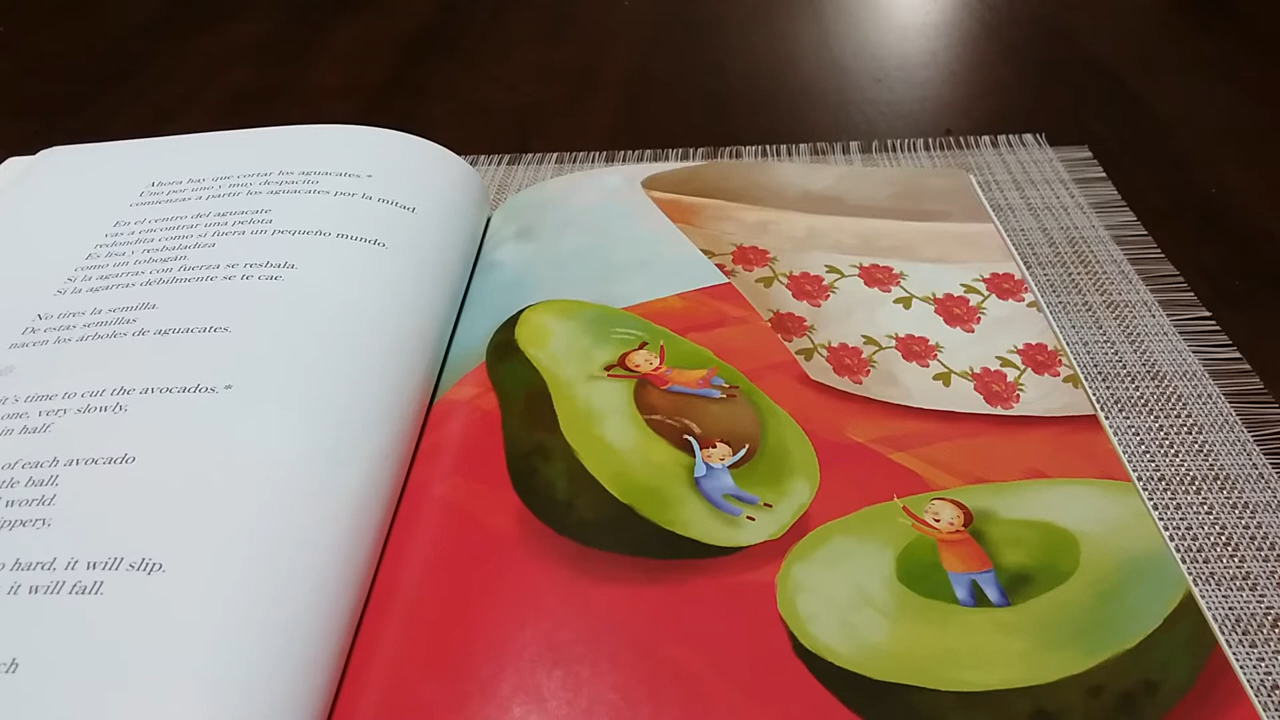 Ahora hay que cortar los aguacates.*
Uno por uno y muy despacito
comienzas a partir los aguacates por la mitad.
En el centro del aguacate
vas a encontrar una pelota
redondita como si fuera un pequeño mundo.
Es lisa y resbaladiza
como un tobogán.
Si la agarras con fuerza se resbala.
Si la agarras débilmente se te cae.
No tires la semilla.
De estas semillas
nacen los árboles de aguacates.
it's time to cut the avocados.*
one, very slowly,
in half.
of each avocado
ball,
world.
hard, it will slip.
it will fall.